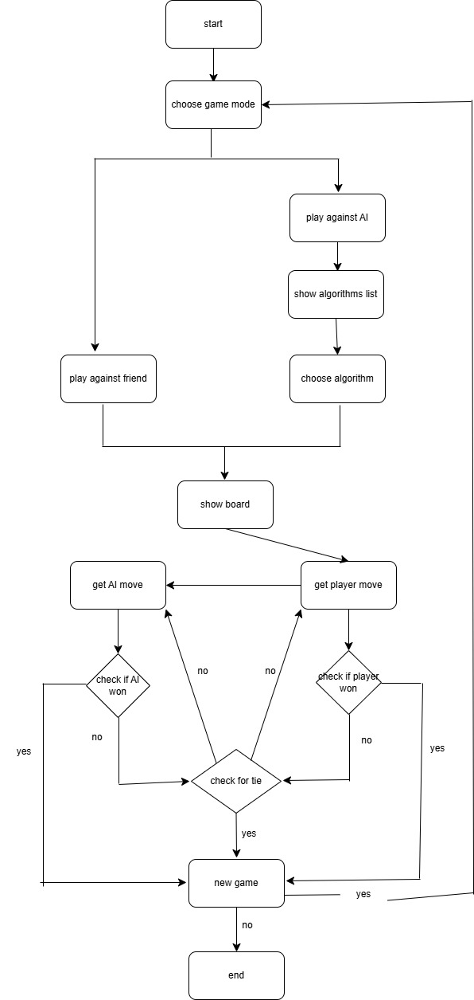 start
choose game mode
play against AI
show algorithms list
play against friend
choose algorithm
show board
get AI move
get player move
no
no
check if AI
won
check if player
won
no
no
yes
yes
check for tie
yes
new game
yes
no
end